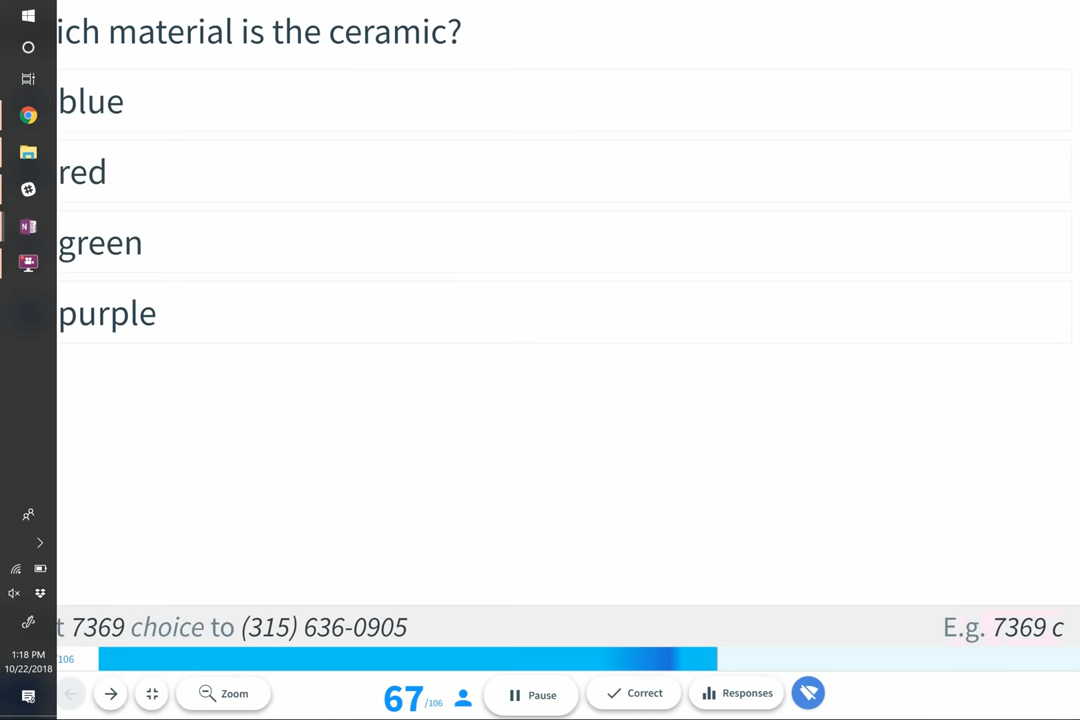 ich material is the ceramic?
blue
red
green
purple
t 7369 choice to (315) 636-0905
E.g. 7369 c
/106
1:18 PM
10/22/2018
Zoom
67/106
Pause
Correct
Responses